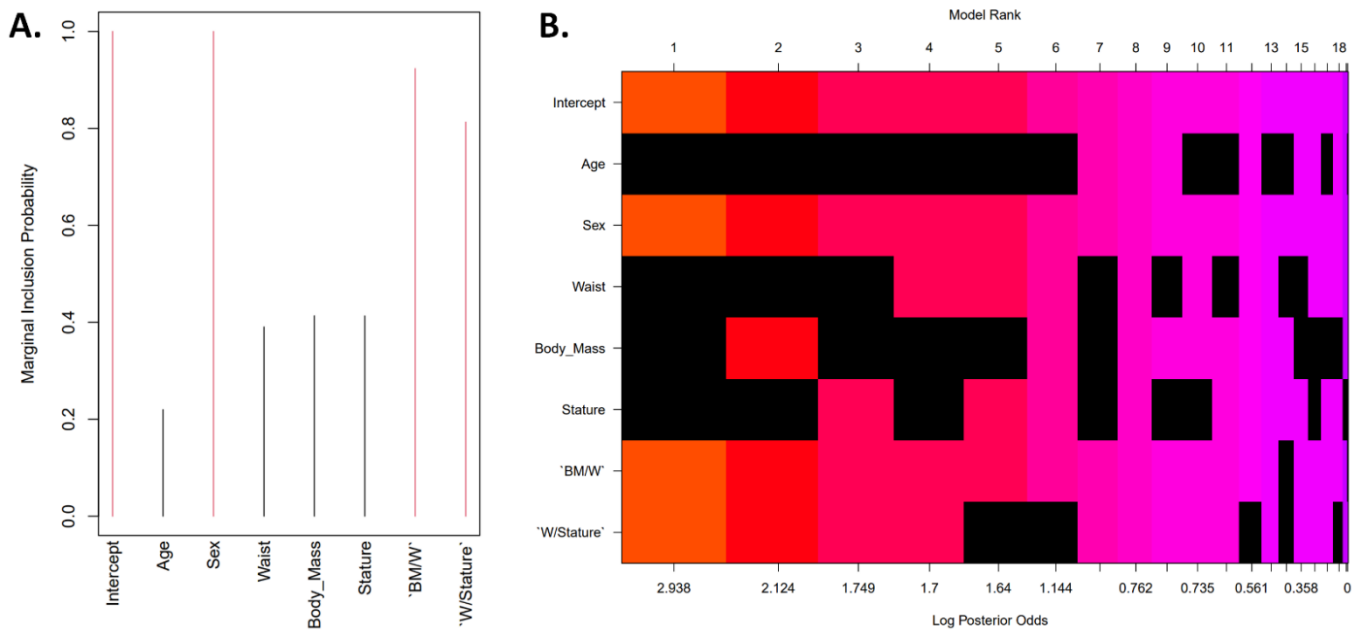 A.
Marginal Inclusion Probability
1.0
0.8
0.6
0.4
0.2
0.0
Intercept
Age
Sex
Waist
Body_Mass
Stature
`BM/W`
`W/Stature`
B.
Model Rank
1 2 3 4 5 6 7 8 9 10 11 13 15 18
Intercept
Age
Sex
Waist
Body_Mass
Stature
`BM/W`
`W/Stature`
2.938 2.124 1.749 1.7 1.64 1.144 0.762 0.735 0.561 0.358 0
Log Posterior Odds